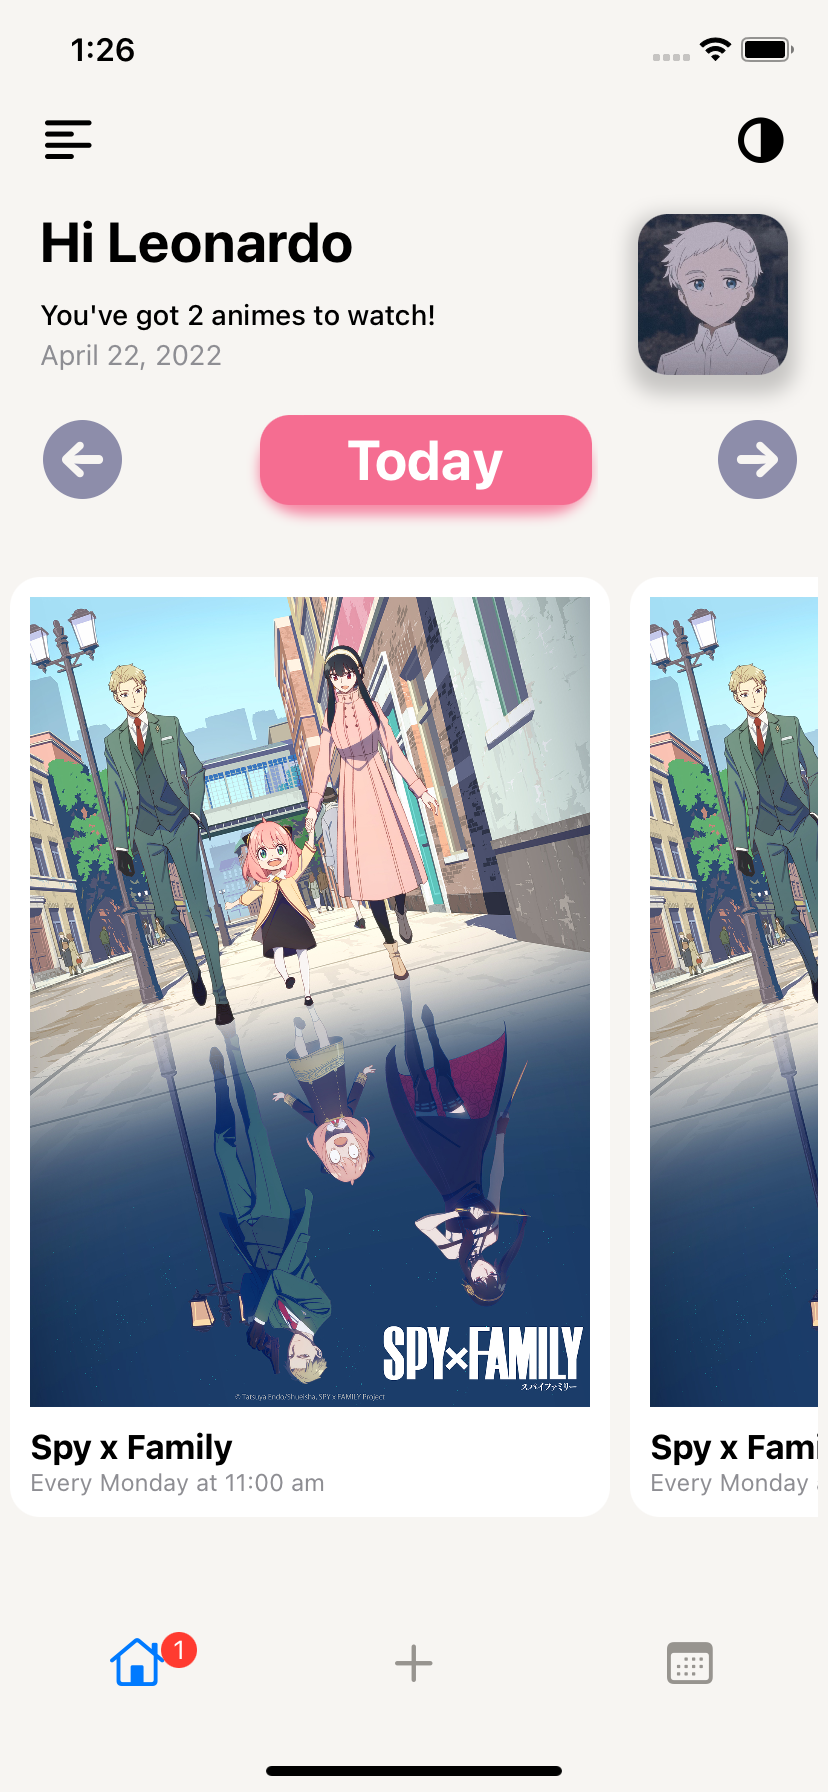 1:26
Hi Leonardo
You've got 2 animes to watch!
April 22, 2022
Today
SPY×FAMILY
スパイファミリー
© Tatsuya Endo/Shueisha, SPY x FAMILY Project
Spy x Family
Every Monday at 11:00 am
Spy x Fami
Every Monday
1